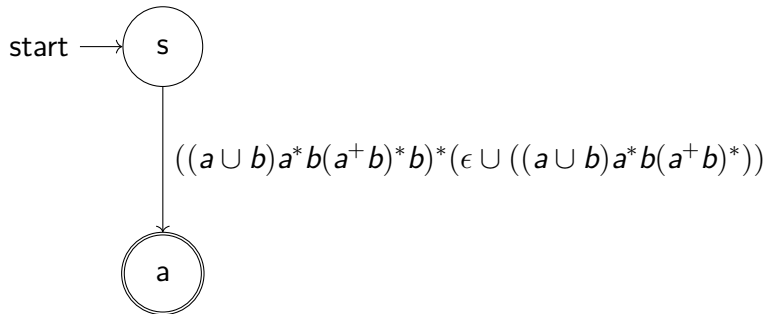 s
start
((a ∪ b)a*b(a⁺b)*b)*(ϵ ∪ ((a ∪ b)a*b(a⁺b)*))
a